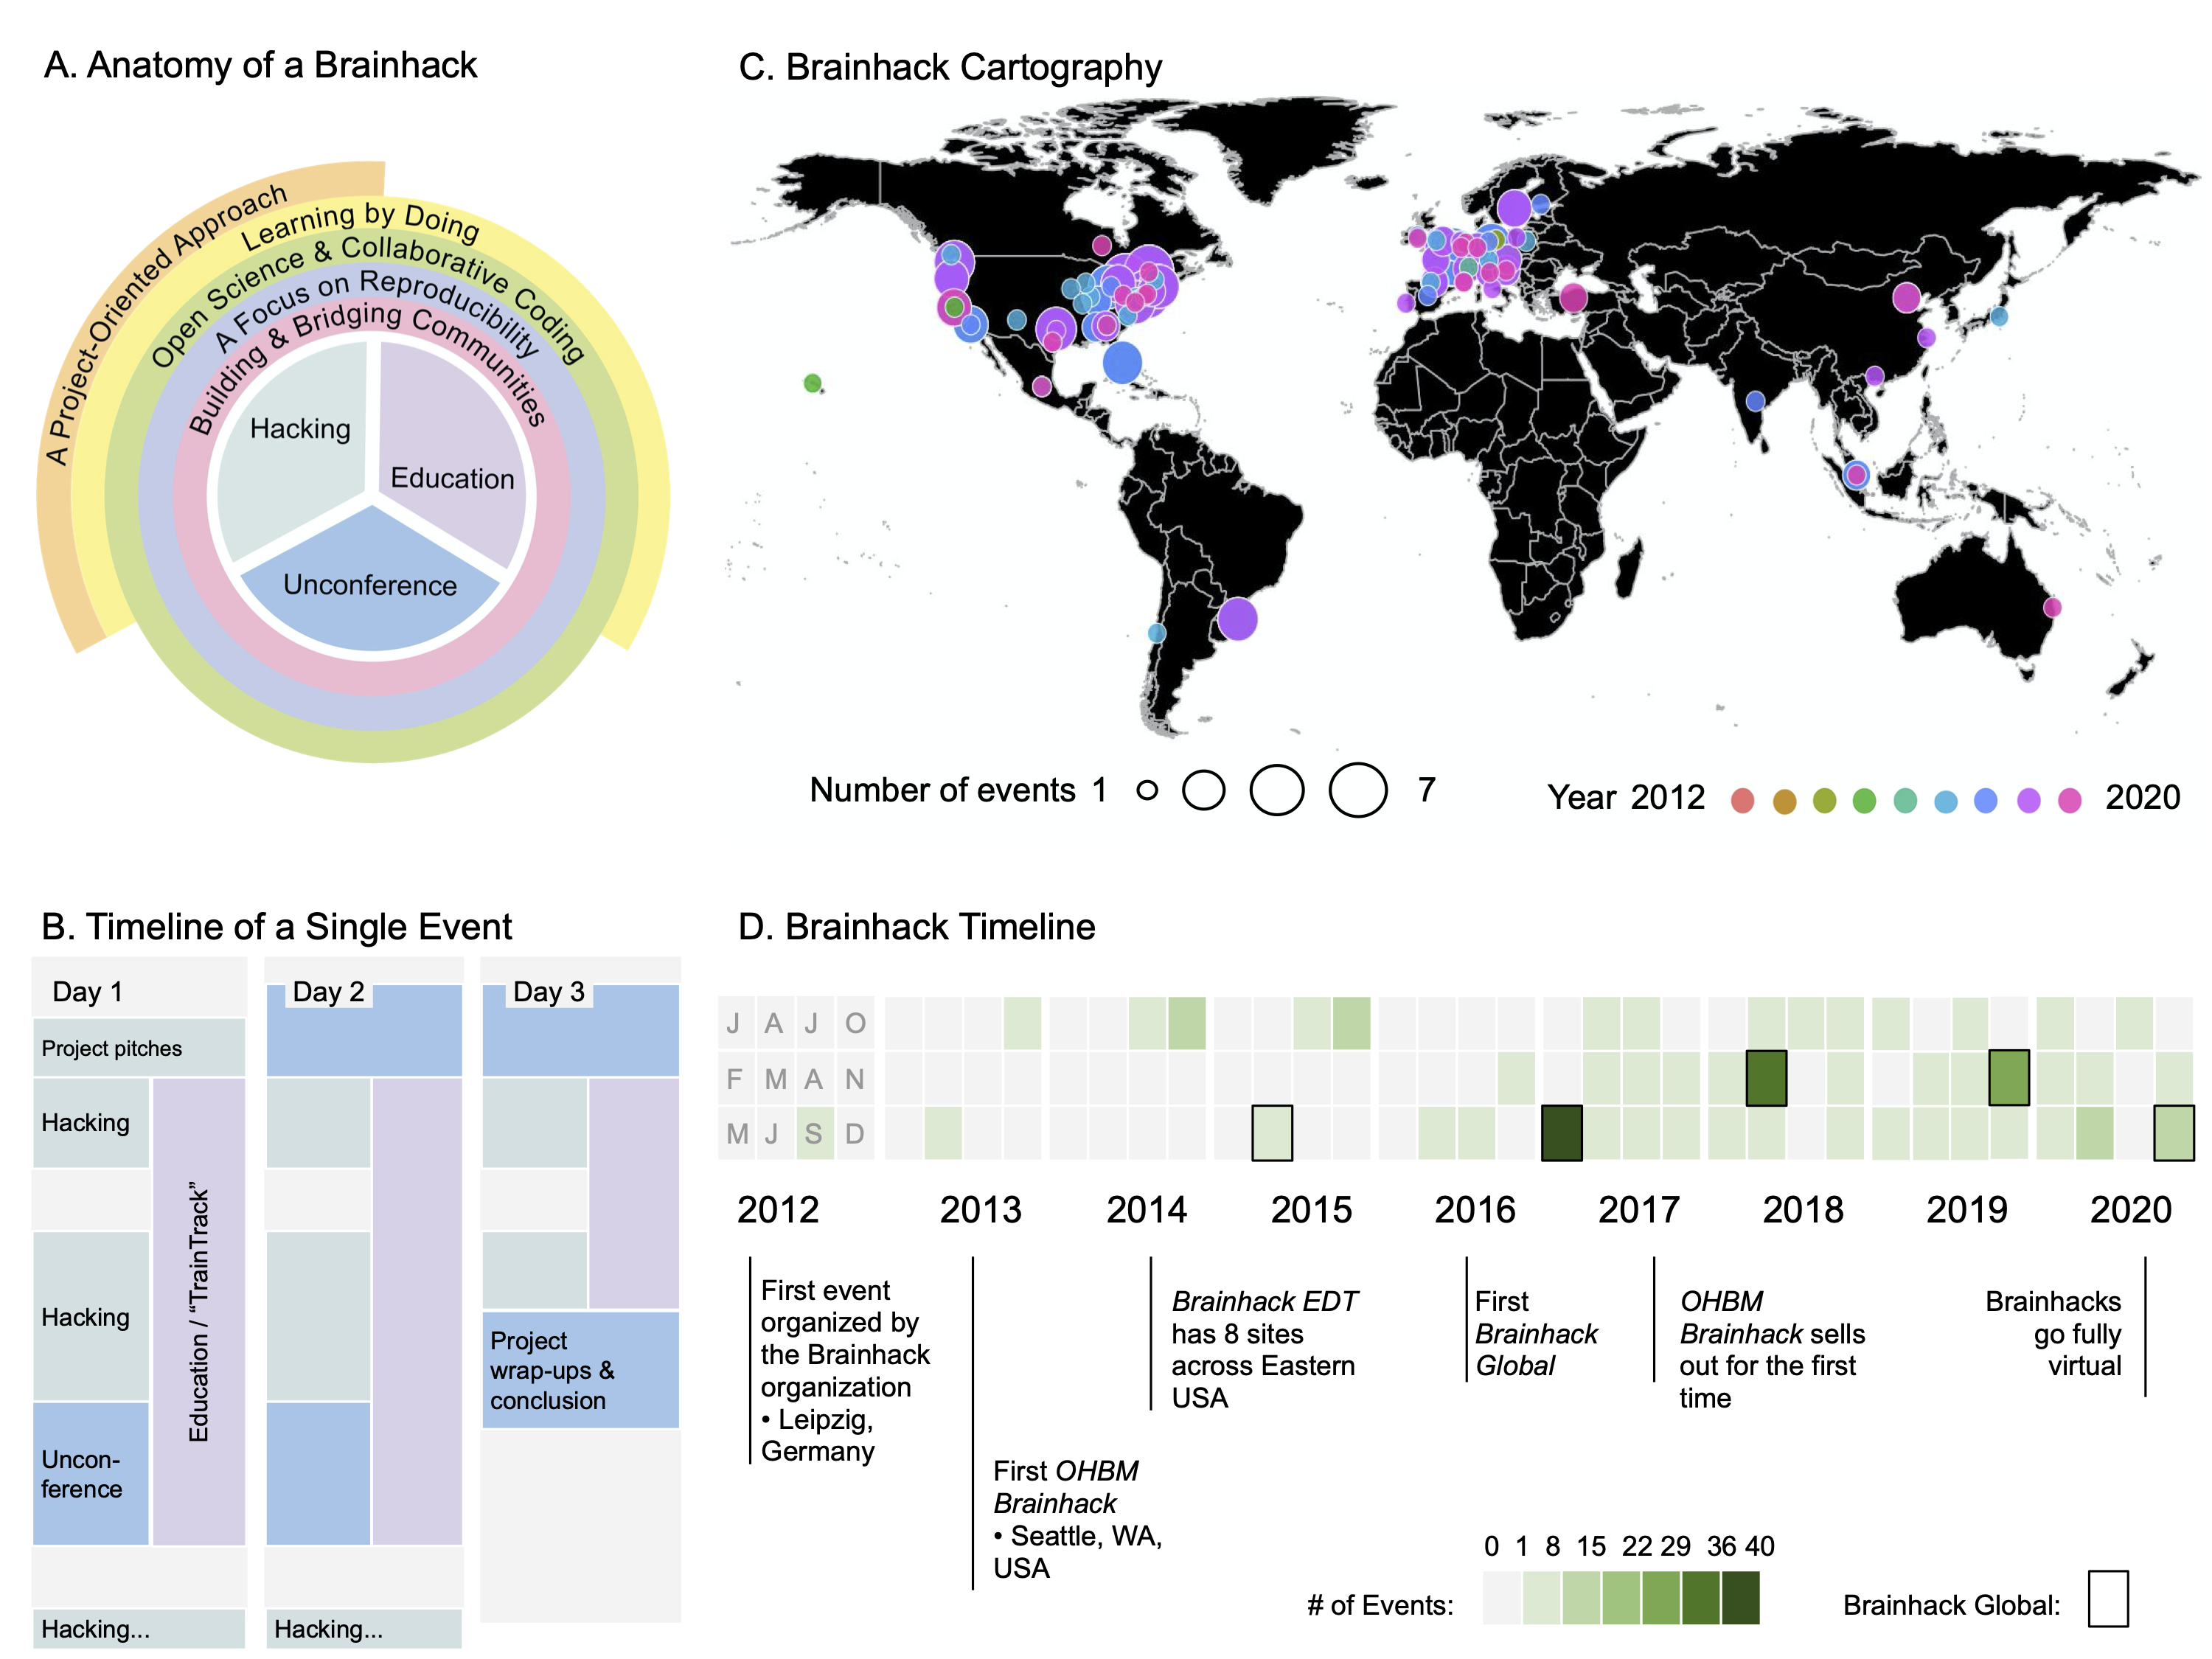 A. Anatomy of a Brainhack
A Project-Oriented Approach
Learning by Doing
Open Science & Collaborative Coding
A Focus on Reproducibility
Building & Bridging Communities
Hacking
Education
Unconference
C. Brainhack Cartography
Number of events 1 7
Year 2012 2020
B. Timeline of a Single Event
Day 1
Project pitches
Hacking
Hacking
Education / “TrainTrack”
Uncon-
ference
Hacking...
Day 2
Hacking...
Day 3
Project
wrap-ups &
conclusion
D. Brainhack Timeline
J A J O
F M A N
M J S D
2012 2013 2014 2015 2016 2017 2018 2019 2020
First event
organized by
the Brainhack
organization
• Leipzig,
Germany
First OHBM
Brainhack
• Seattle, WA,
USA
Brainhack EDT
has 8 sites
across Eastern
USA
First
Brainhack
Global
OHBM
Brainhack sells
out for the first
time
Brainhacks
go fully
virtual
0 1 8 15 22 29 36 40
# of Events:
Brainhack Global: